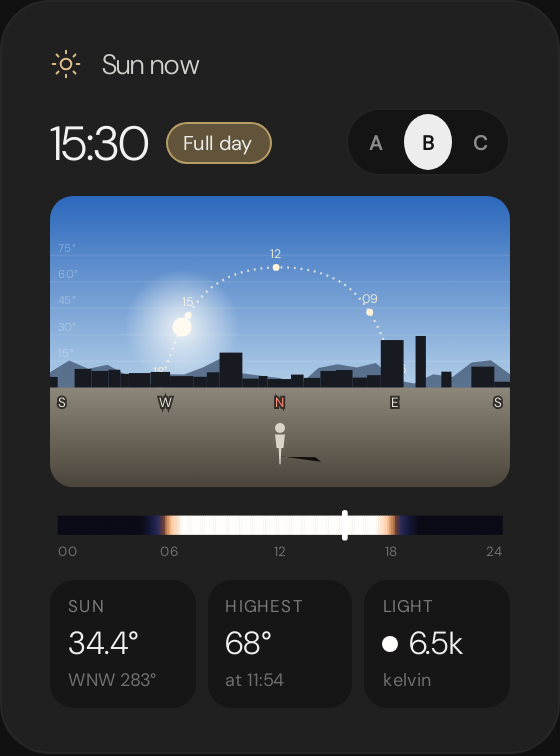 Sun now
15:30 Full day A B C
75°
60°
45°
30°
15°
12
15
09
S W N E S
00 06 12 18 24
SUN
34.4°
WNW 283°
HIGHEST
68°
at 11:54
LIGHT
6.5k
kelvin